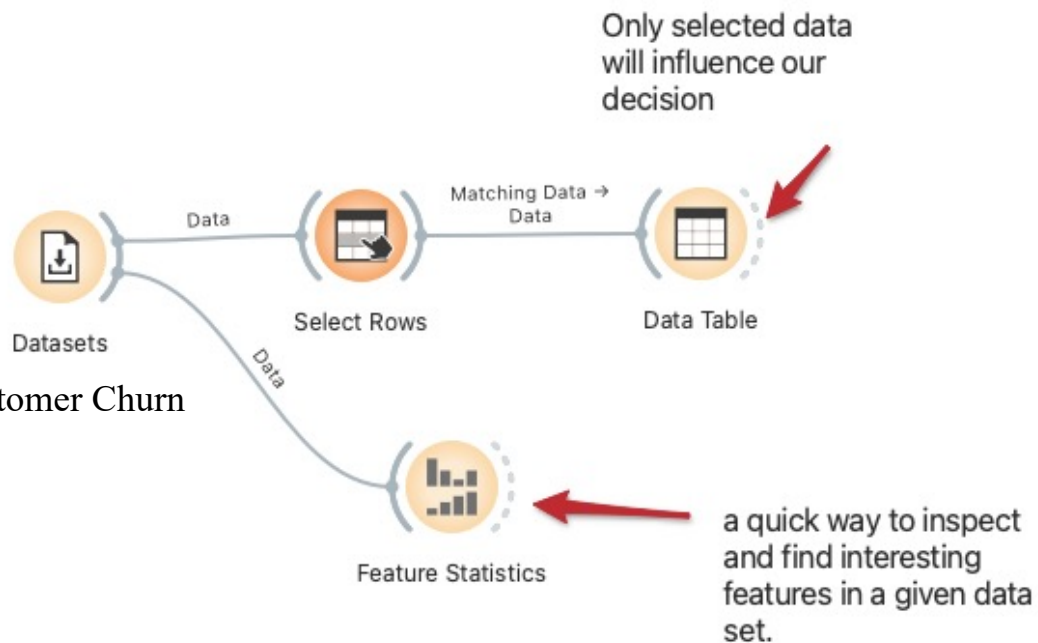 Only selected data
will influence our
decision
Matching Data →
Data
Data
Select Rows
Data Table
Datasets
Data
tomer Churn
Feature Statistics
a quick way to inspect
and find interesting
features in a given data
set.